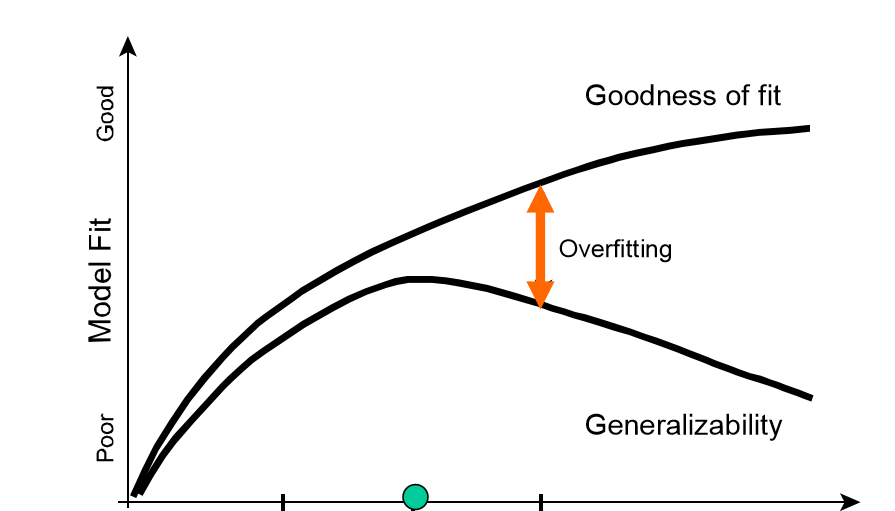 Goodness of fit
Good
Model Fit
Overfitting
Poor
Generalizability